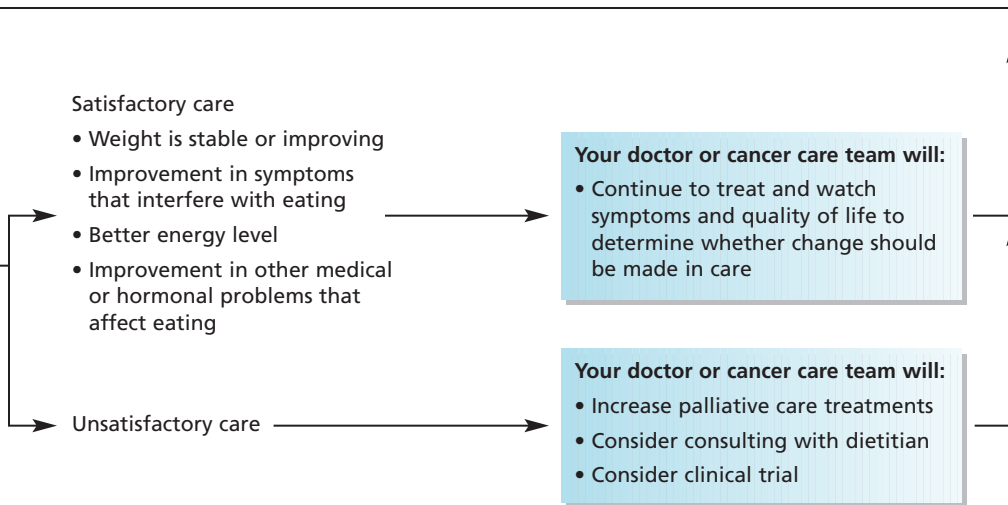 Satisfactory care
• Weight is stable or improving
• Improvement in symptoms
that interfere with eating
• Better energy level
• Improvement in other medical
or hormonal problems that
affect eating
Your doctor or cancer care team will:
• Continue to treat and watch
symptoms and quality of life to
determine whether change should
be made in care
Unsatisfactory care
Your doctor or cancer care team will:
• Increase palliative care treatments
• Consider consulting with dietitian
• Consider clinical trial